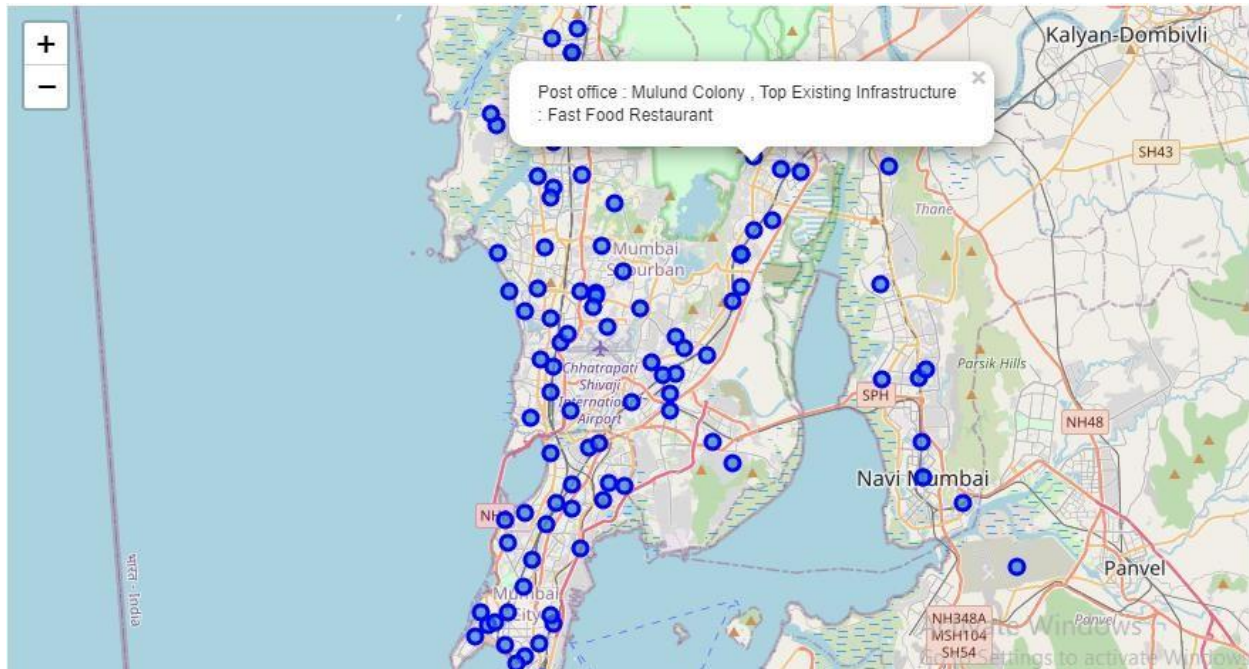 +
−
Kalyan-Dombivli
×
Post office : Mulund Colony , Top Existing Infrastructure
: Fast Food Restaurant
SH43
Thane
Mumbai
Suburban
Chhatrapati
Shivaji
International
Airport
Parsik Hills
SPH
NH48
Navi Mumbai
NH
भारत - India
Panvel
Mumbai
City
NH348A
MSH104
SH54
Panvel
Activate Windows
Go to Settings to activate Windows